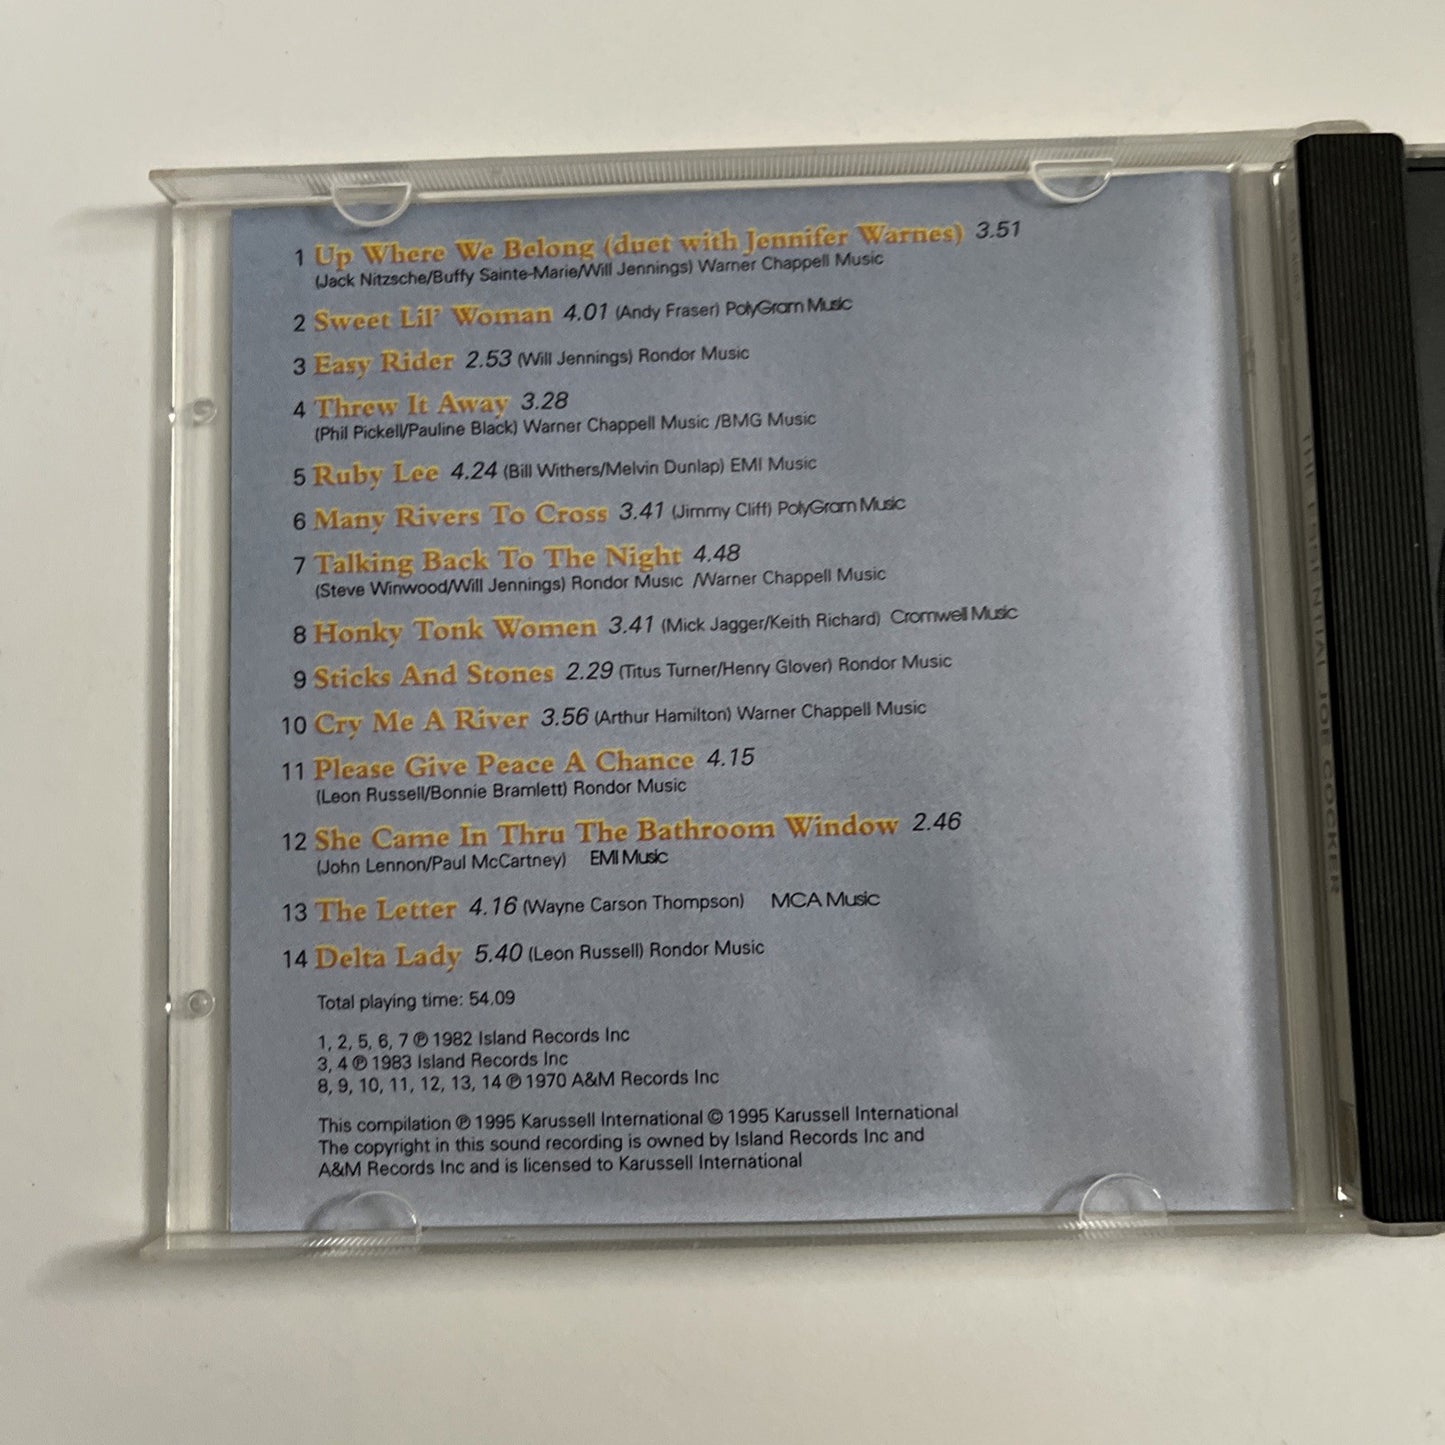 1 Up Where We Belong (duet with Jennifer Warnes) 3.51
(Jack Nitzsche/Buffy Sainte-Marie/Will Jennings) Warner Chappell Music
2 Sweet Lil' Woman 4.01 (Andy Fraser) PolyGram Music
3 Easy Rider 2.53 (Will Jennings) Rondor Music
4 Threw It Away 3.28
(Phil Pickell/Pauline Black) Warner Chappell Music /BMG Music
5 Ruby Lee 4.24 (Bill Withers/Melvin Dunlap) EMI Music
6 Many Rivers To Cross 3.41 (Jimmy Cliff) PolyGram Music
7 Talking Back To The Night 4.48
(Steve Winwood/Will Jennings) Rondor Music /Warner Chappell Music
8 Honky Tonk Women 3.41 (Mick Jagger/Keith Richard) Cromwell Music
9 Sticks And Stones 2.29 (Titus Turner/Henry Glover) Rondor Music
10 Cry Me A River 3.56 (Arthur Hamilton) Warner Chappell Music
11 Please Give Peace A Chance 4.15
(Leon Russell/Bonnie Bramlett) Rondor Music
12 She Came In Thru The Bathroom Window 2.46
(John Lennon/Paul McCartney) EMI Music
13 The Letter 4.16 (Wayne Carson Thompson) MCA Music
14 Delta Lady 5.40 (Leon Russell) Rondor Music
Total playing time: 54.09
1, 2, 5, 6, 7 ℗ 1982 Island Records Inc
3, 4 ℗ 1983 Island Records Inc
8, 9, 10, 11, 12, 13, 14 ℗ 1970 A&M Records Inc
This compilation ℗ 1995 Karussell International © 1995 Karussell International
The copyright in this sound recording is owned by Island Records Inc and
A&M Records Inc and is licensed to Karussell International
THE ESSENTIAL JOE COCKER